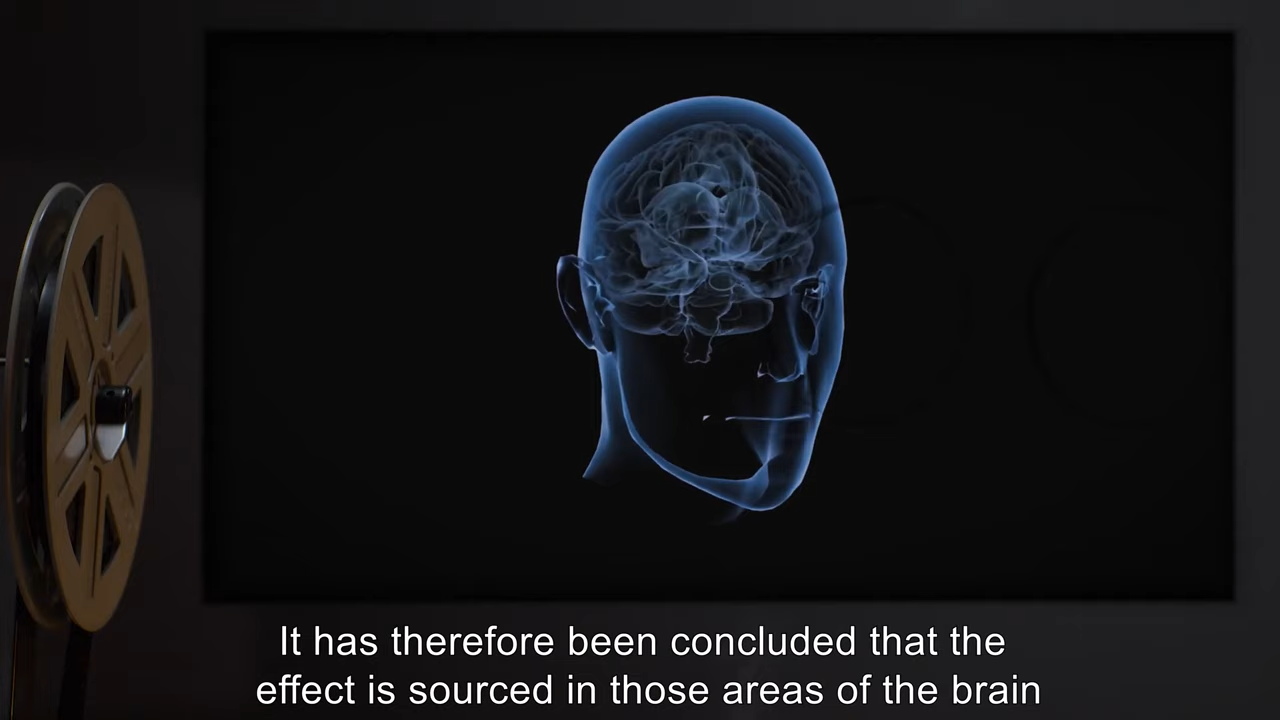 It has therefore been concluded that the
effect is sourced in those areas of the brain